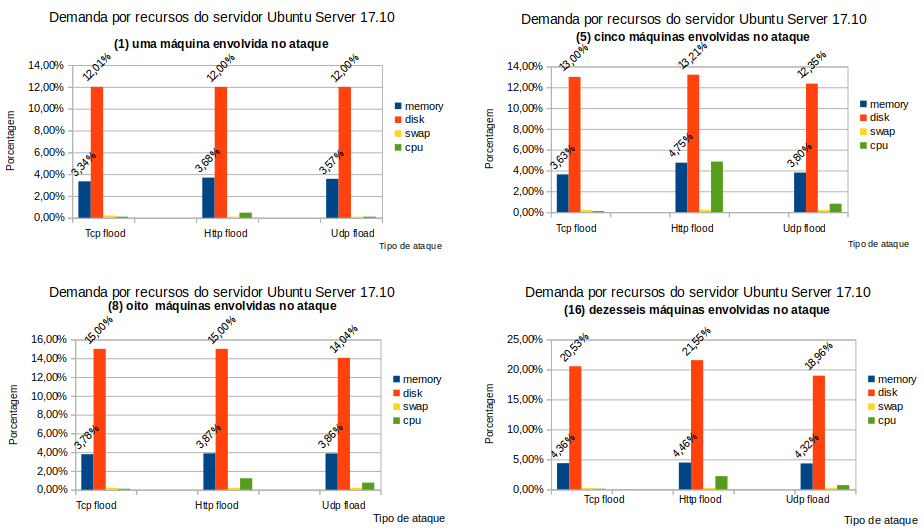 Demanda por recursos do servidor Ubuntu Server 17.10
(1) uma máquina envolvida no ataque
14,00%
12,00%
10,00%
8,00%
6,00%
4,00%
2,00%
0,00%
Porcentagem
12,01%
12,00%
12,00%
3,34%
3,68%
3,57%
memory
disk
swap
cpu
Tcp flood
Http flood
Udp fload
Tipo de ataque
Demanda por recursos do servidor Ubuntu Server 17.10
(5) cinco máquinas envolvidas no ataque
14,00%
12,00%
10,00%
8,00%
6,00%
4,00%
2,00%
0,00%
Porcentagem
13,00%
13,21%
12,35%
3,63%
4,75%
3,80%
memory
disk
swap
cpu
Tcp flood
Http flood
Udp flood
Tipo de ataque
Demanda por recursos do servidor Ubuntu Server 17.10
(8) oito máquinas envolvidas no ataque
16,00%
14,00%
12,00%
10,00%
8,00%
6,00%
4,00%
2,00%
0,00%
Porcentagem
15,00%
15,00%
14,04%
3,78%
3,87%
3,86%
memory
disk
swap
cpu
Tcp flood
Http flood
Udp flood
Tipo de ataque
Demanda por recursos do servidor Ubuntu Server 17.10
(16) dezesseis máquinas envolvidas no ataque
25,00%
20,00%
15,00%
10,00%
5,00%
0,00%
Porcentagem
20,53%
21,55%
18,96%
4,36%
4,46%
4,32%
memory
disk
swap
cpu
Tcp flood
Http flood
Udp fload
Tipo de ataque